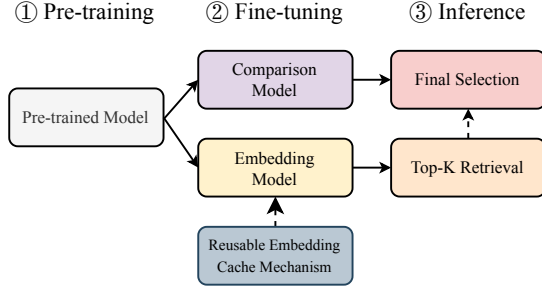 ① Pre-training
② Fine-tuning
③ Inference
Comparison
Model
Final Selection
Pre-trained Model
Embedding
Model
Top-K Retrieval
Reusable Embedding
Cache Mechanism